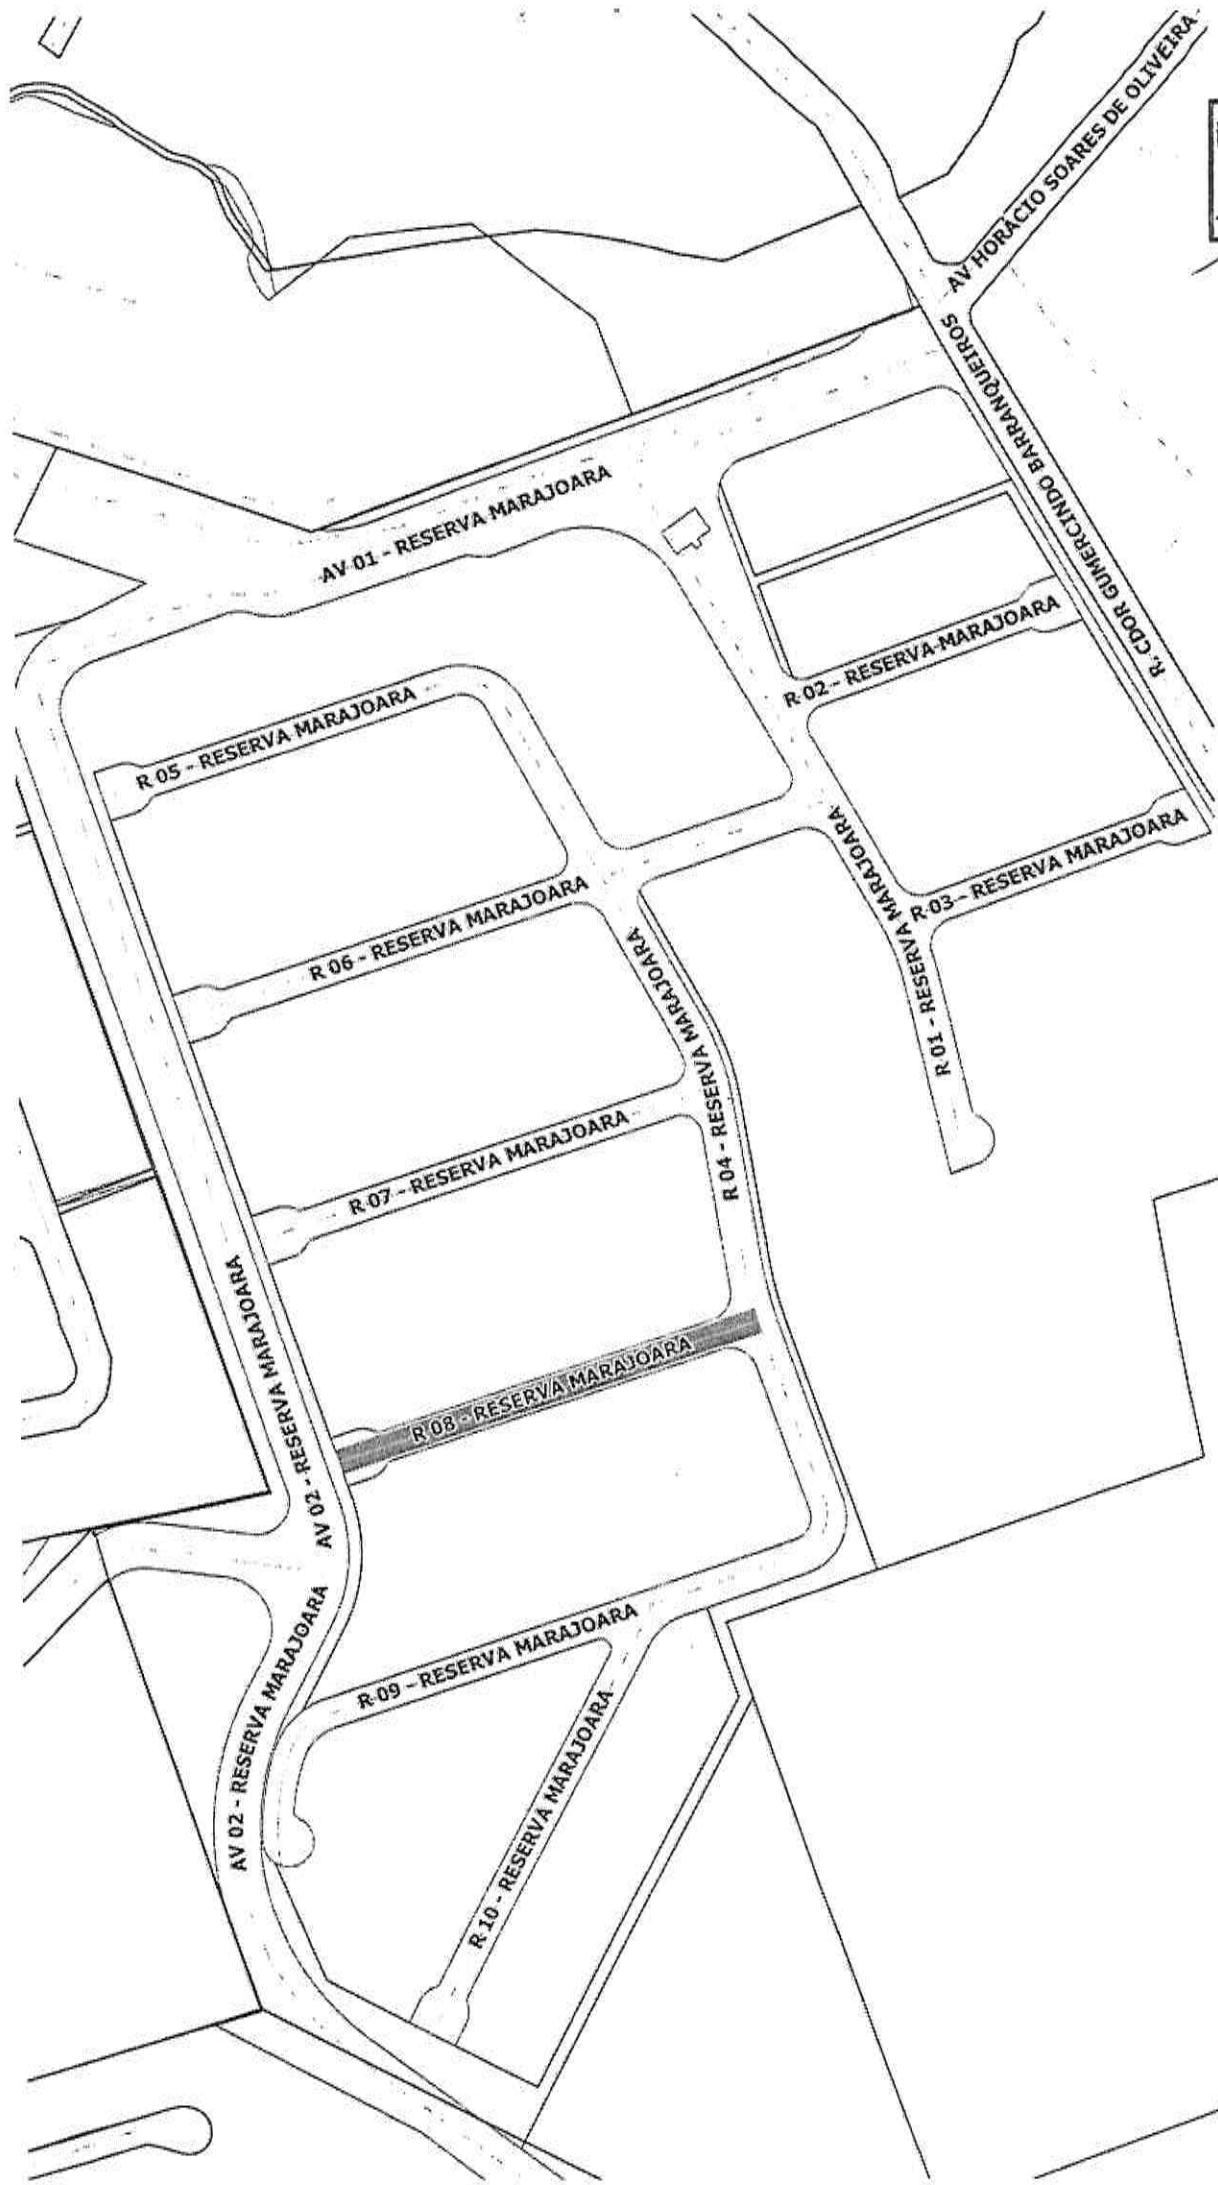 AV HORÁCIO SOARES DE OLIVEIRA
R. CDOR GUMERCINDO BARRANQUEIROS
AV 01 - RESERVA MARAJOARA
R 02 - RESERVA MARAJOARA
R 05 - RESERVA MARAJOARA
R 03 - RESERVA MARAJOARA
R 01 - RESERVA MARAJOARA
R 06 - RESERVA MARAJOARA
R 04 - RESERVA MARAJOARA
R 07 - RESERVA MARAJOARA
AV 02 - RESERVA MARAJOARA
R 08 - RESERVA MARAJOARA
AV 02 - RESERVA MARAJOARA
R 09 - RESERVA MARAJOARA
R 10 - RESERVA MARAJOARA